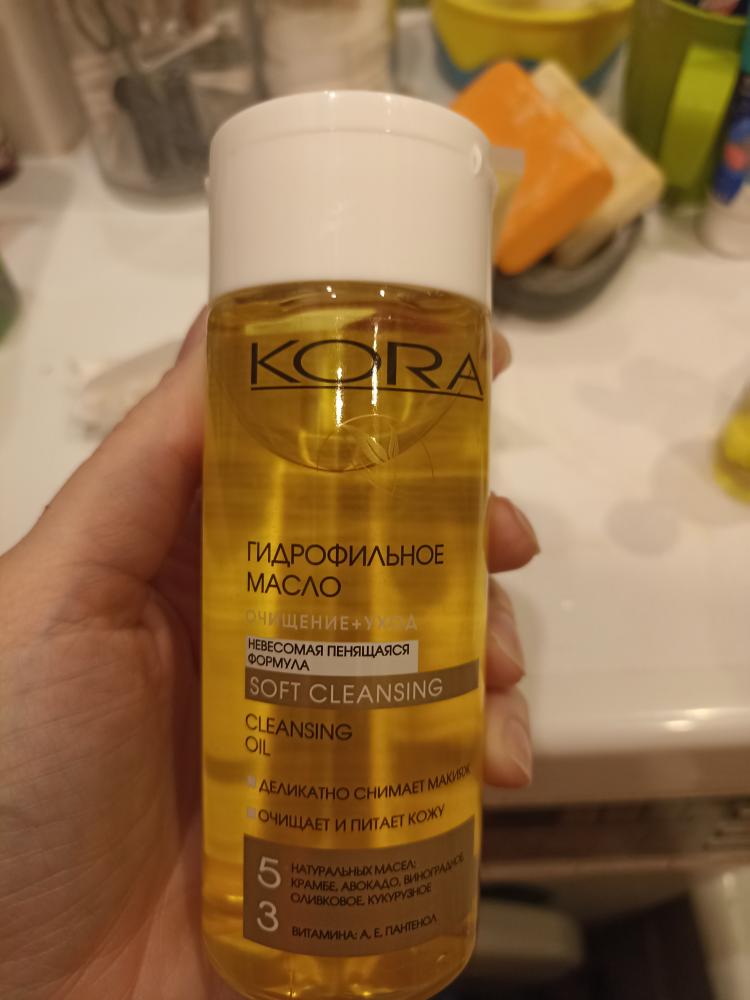 KORA
ГИДРОФИЛЬНОЕ
МАСЛО
ОЧИЩЕНИЕ+УХОД
НЕВЕСОМАЯ ПЕНЯЩАЯСЯ
ФОРМУЛА
SOFT CLEANSING
CLEANSING
OIL
ДЕЛИКАТНО СНИМАЕТ МАКИЯЖ
ОЧИЩАЕТ И ПИТАЕТ КОЖУ
5 НАТУРАЛЬНЫХ МАСЕЛ:
КРАМБЕ, АВОКАДО, ВИНОГРАДНОЕ
ОЛИВКОВОЕ, КУКУРУЗНОЕ
3 ВИТАМИНА: А, Е, ПАНТЕНОЛ